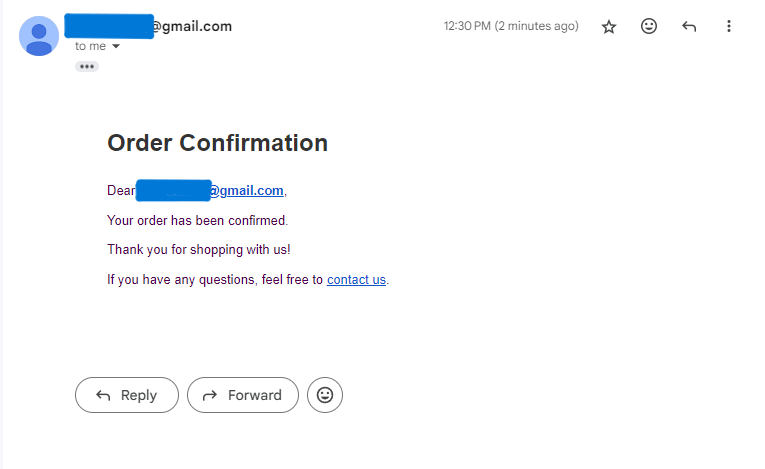 @gmail.com
12:30 PM (2 minutes ago)
to me
Order Confirmation
Dear @gmail.com,
Your order has been confirmed.
Thank you for shopping with us!
If you have any questions, feel free to contact us.
Reply
Forward